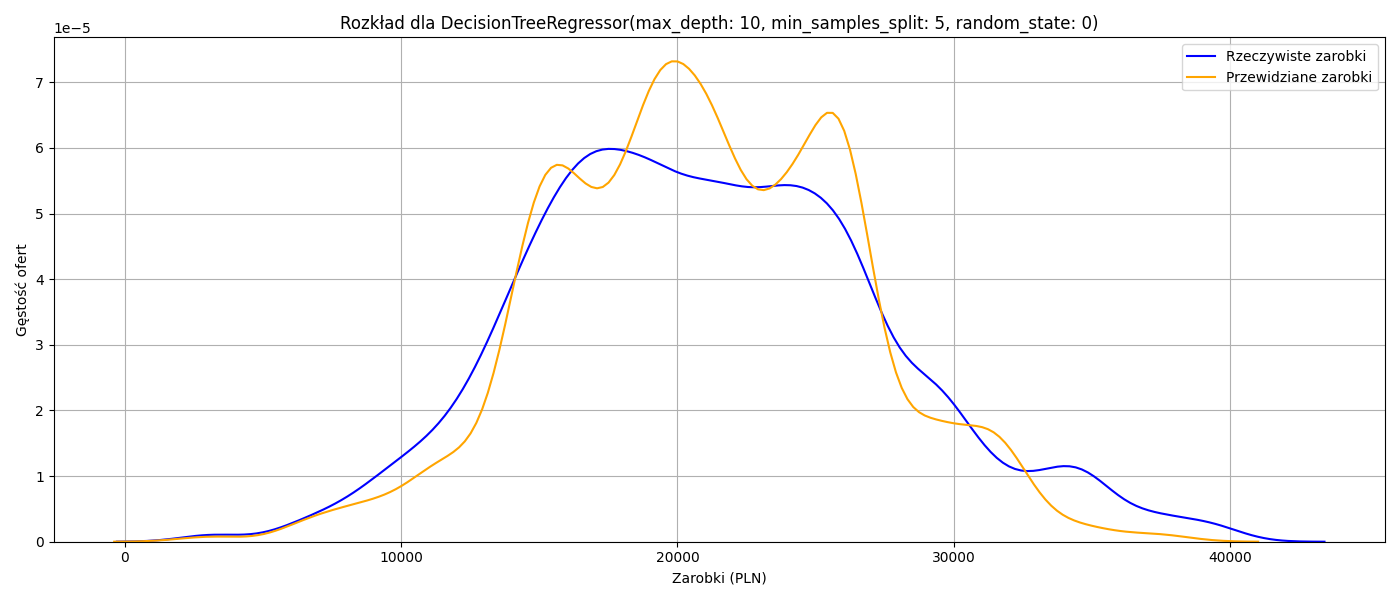 Rozkład dla DecisionTreeRegressor(max_depth: 10, min_samples_split: 5, random_state: 0)
1e−5
Rzeczywiste zarobki
Przewidziane zarobki
7
6
5
4
3
2
1
0
Gęstość ofert
0 10000 20000 30000 40000
Zarobki (PLN)